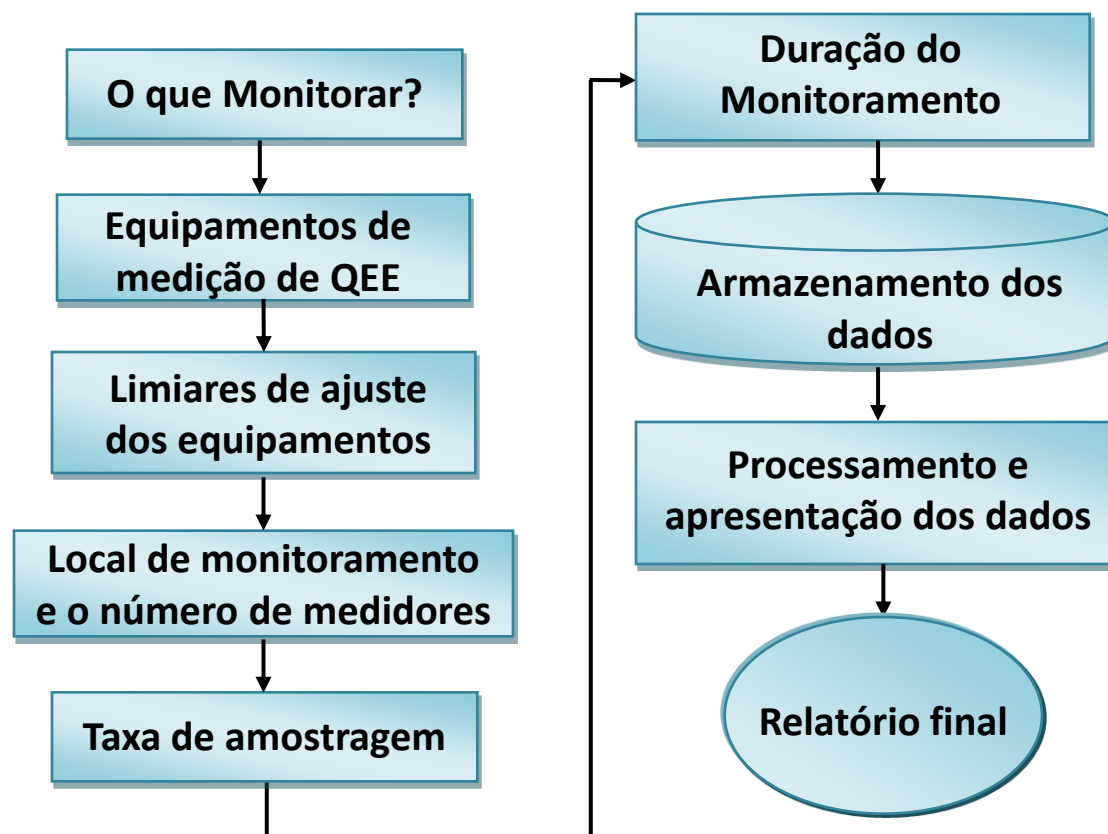 O que Monitorar?
Equipamentos de
medição de QEE
Limiares de ajuste
dos equipamentos
Local de monitoramento
e o número de medidores
Taxa de amostragem
Duração do
Monitoramento
Armazenamento dos
dados
Processamento e
apresentação dos dados
Relatório final